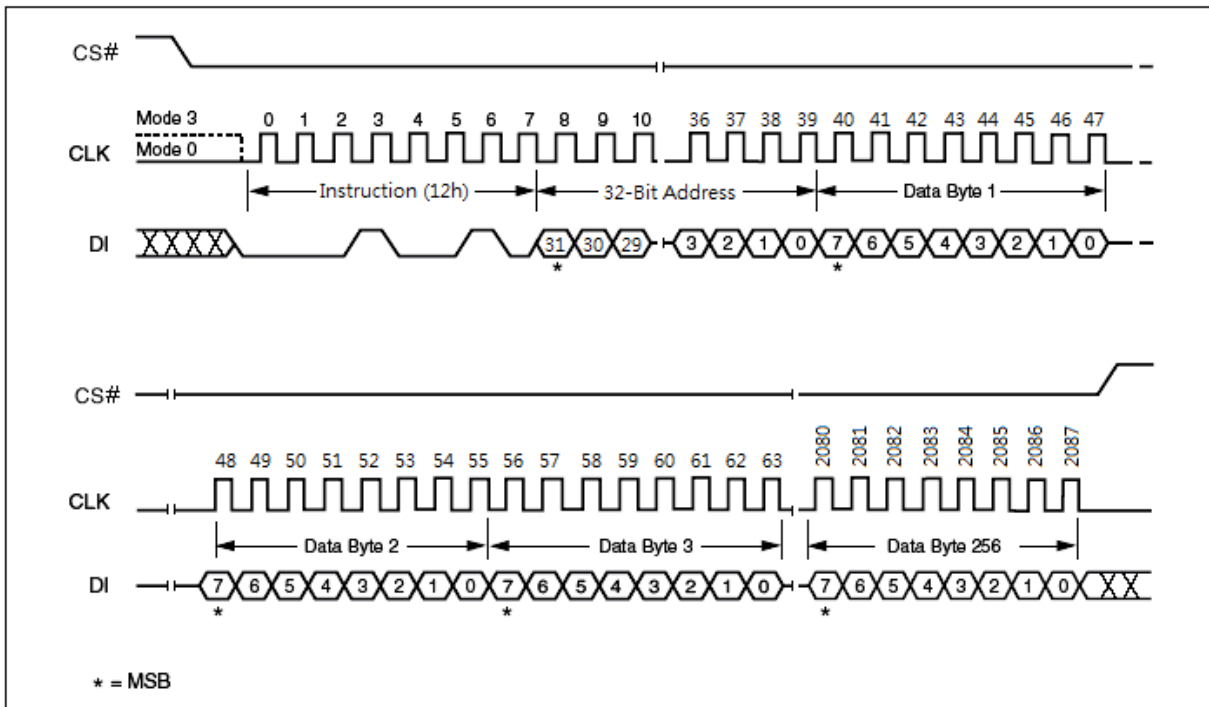 CS#
Mode 3
0 1 2 3 4 5 6 7 8 9 10 36 37 38 39 40 41 42 43 44 45 46 47
Mode 0
CLK
Instruction (12h) 32-Bit Address Data Byte 1
DI 31 30 29 3 2 1 0 7 6 5 4 3 2 1 0
* *
CS#
48 49 50 51 52 53 54 55 56 57 58 59 60 61 62 63 2080 2081 2082 2083 2084 2085 2086 2087
CLK
Data Byte 2 Data Byte 3 Data Byte 256
DI 7 6 5 4 3 2 1 0 7 6 5 4 3 2 1 0 7 6 5 4 3 2 1 0
* * *
* = MSB